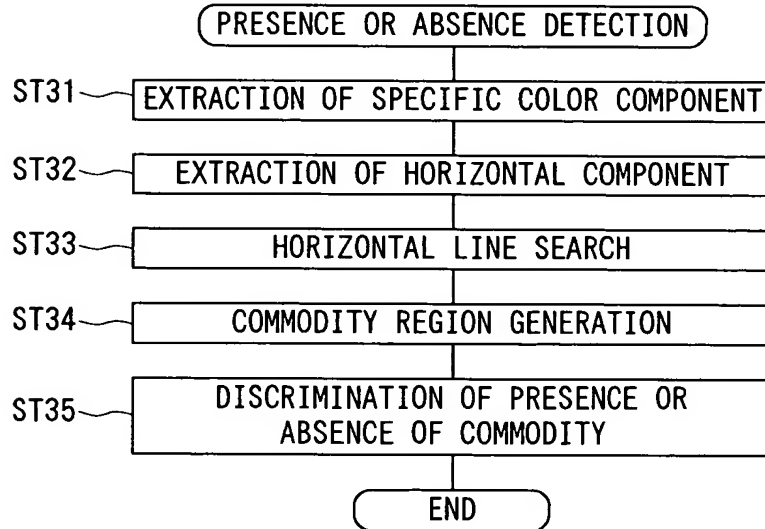 PRESENCE OR ABSENCE DETECTION
ST31
EXTRACTION OF SPECIFIC COLOR COMPONENT
ST32
EXTRACTION OF HORIZONTAL COMPONENT
ST33
HORIZONTAL LINE SEARCH
ST34
COMMODITY REGION GENERATION
ST35
DISCRIMINATION OF PRESENCE OR
ABSENCE OF COMMODITY
END